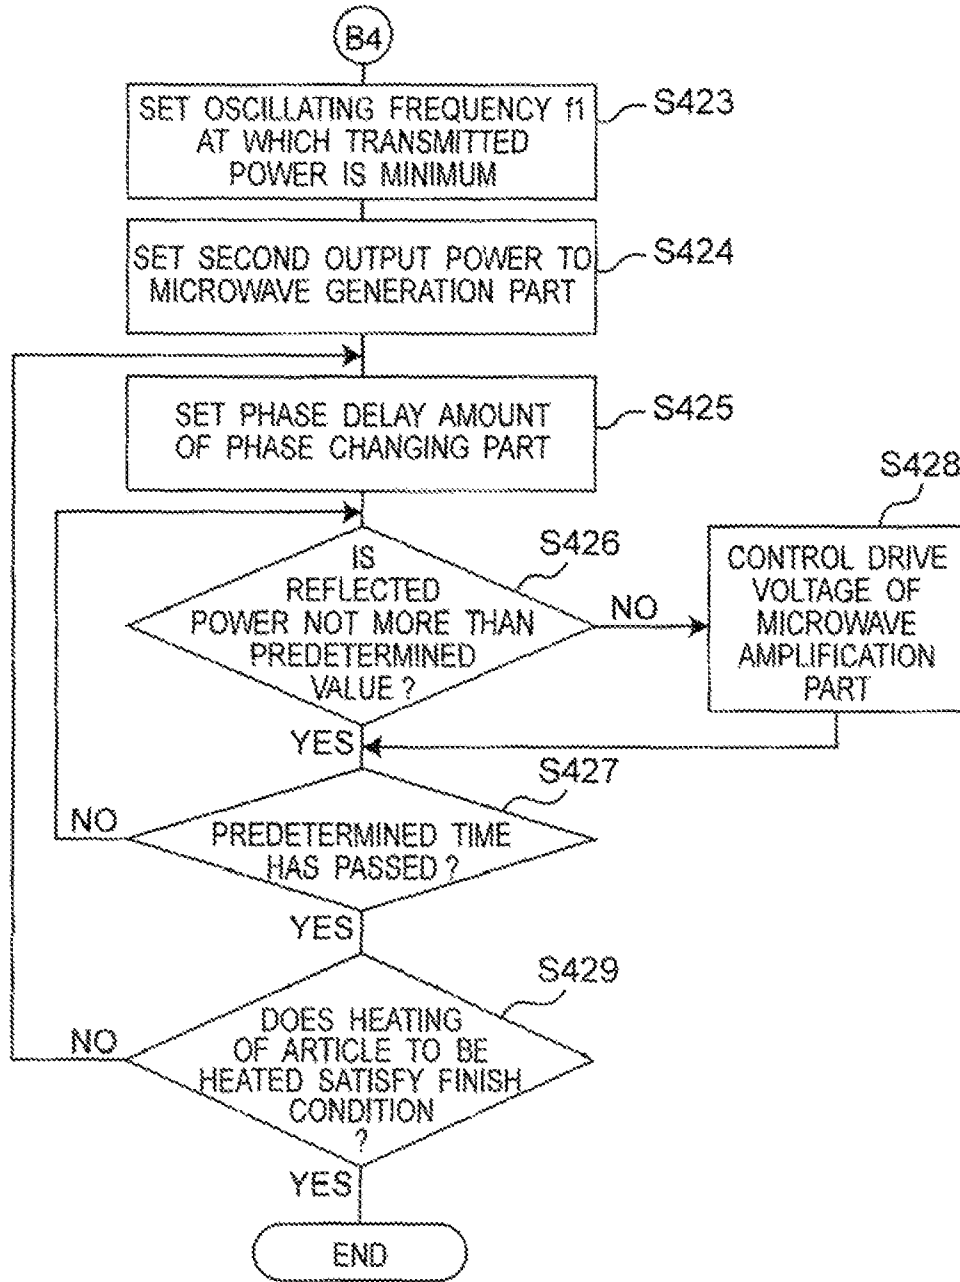 B4
SET OSCILLATING FREQUENCY f1
AT WHICH TRANSMITTED
POWER IS MINIMUM
S423
SET SECOND OUTPUT POWER TO
MICROWAVE GENERATION PART
S424
SET PHASE DELAY AMOUNT
OF PHASE CHANGING PART
S425
IS
REFLECTED
POWER NOT MORE THAN
PREDETERMINED
VALUE ?
S426
NO
S428
CONTROL DRIVE
VOLTAGE OF
MICROWAVE
AMPLIFICATION
PART
YES
S427
PREDETERMINED TIME
HAS PASSED ?
NO
YES
S429
DOES HEATING
OF ARTICLE TO BE
HEATED SATISFY FINISH
CONDITION
?
NO
YES
END